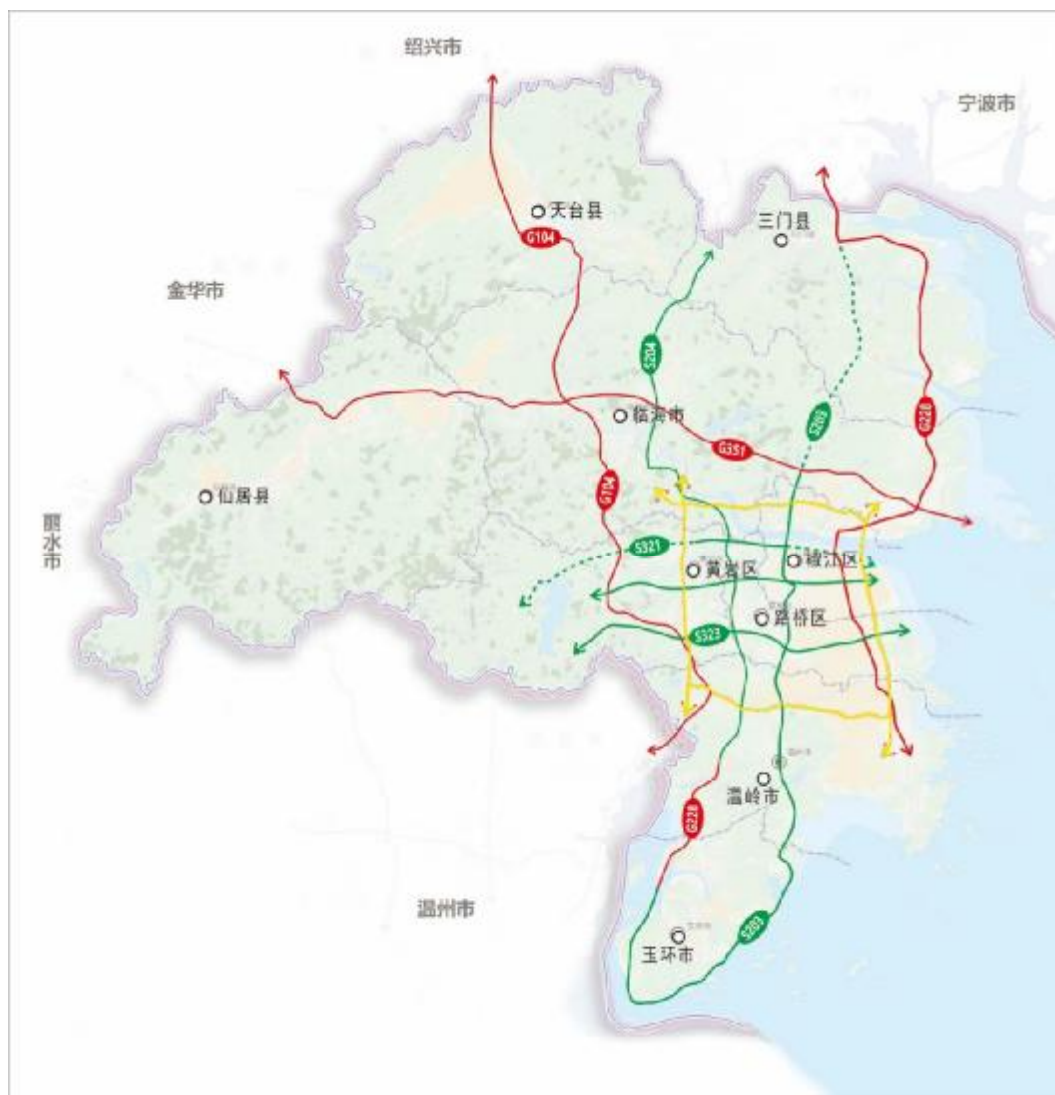 绍兴市
宁波市
天台县
三门县
G104
金华市
S204
S203
临海市
G228
G351
仙居县
G104
丽水市
S321
黄岩区
椒江区
路桥区
S323
温岭市
G228
温州市
S203
玉环市